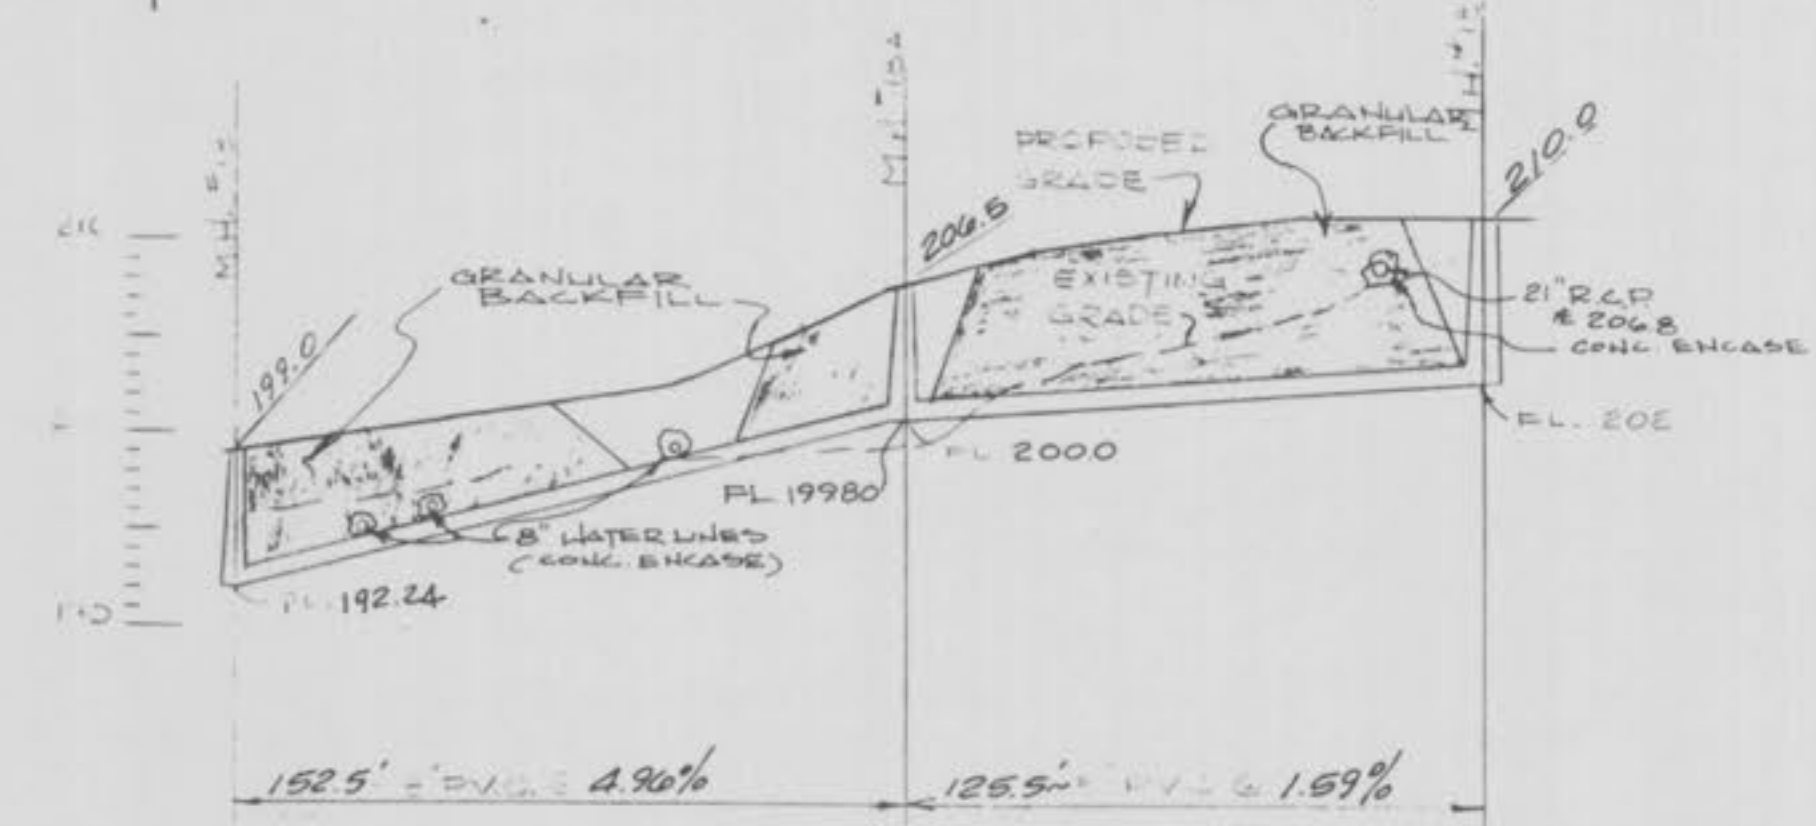 210.0
GRANULAR
BACKFILL
PROPOSED
GRADE
206.5
GRANULAR
BACKFILL
EXISTING
GRADE
21" R.C.P.
℄ 206.8
CONC. ENCASE
199.0
FL. 202
FL 200.0
FL 199.80
8" WATER LINES
(CONC. ENCASE)
FL. 192.24
152.5' P.V.C. 4.96%
125.5' 1.59%